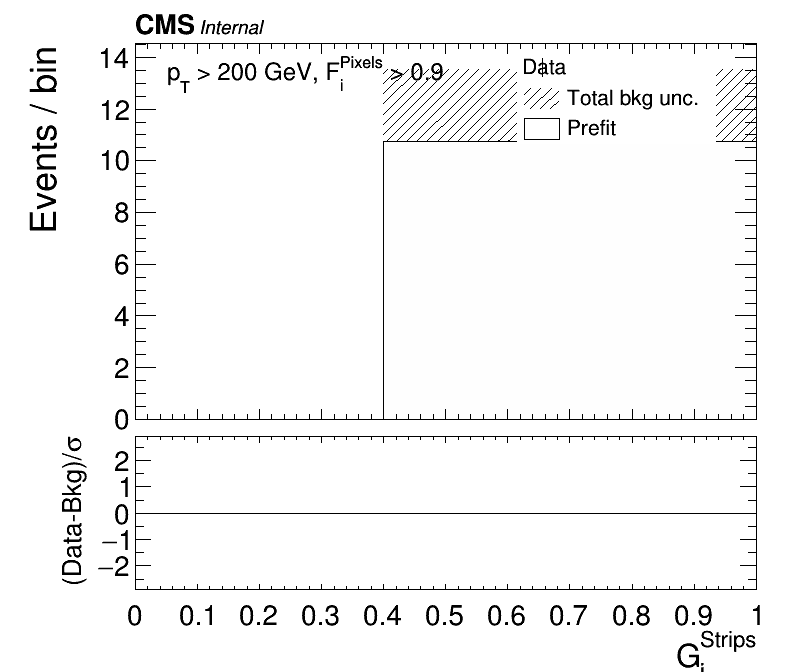 CMS Internal
Events / bin
14
12
10
8
6
4
2
0
p_T > 200 GeV, F_i^Pixels > 0.9
Data
Total bkg unc.
Prefit
(Data-Bkg)/σ
2
1
0
−1
−2
0 0.1 0.2 0.3 0.4 0.5 0.6 0.7 0.8 0.9 1
G_i^Strips